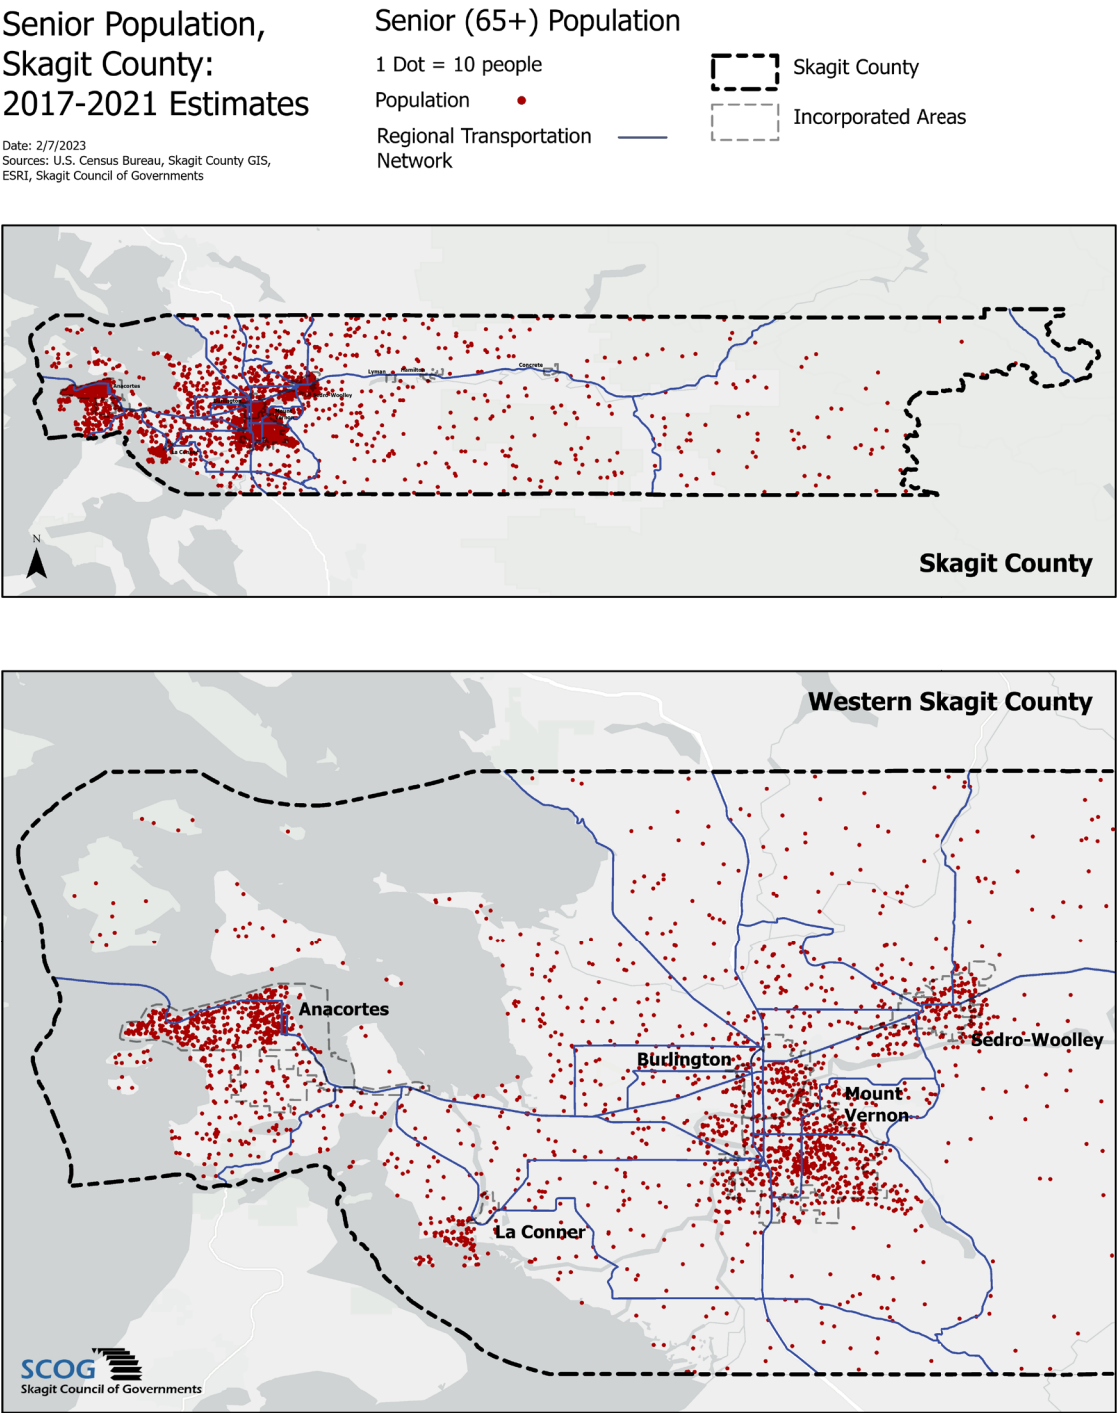 Senior Population,
Skagit County:
2017-2021 Estimates
Date: 2/7/2023
Sources: U.S. Census Bureau, Skagit County GIS,
ESRI, Skagit Council of Governments
Senior (65+) Population
1 Dot = 10 people
Population
Regional Transportation
Network
Skagit County
Incorporated Areas
Anacortes
Lyman
Hamilton
Concrete
Sedro-Woolley
Burlington
Mount
Vernon
La Conner
N
Skagit County
Western Skagit County
Anacortes
Sedro-Woolley
Burlington
Mount
Vernon
La Conner
SCOG
Skagit Council of Governments